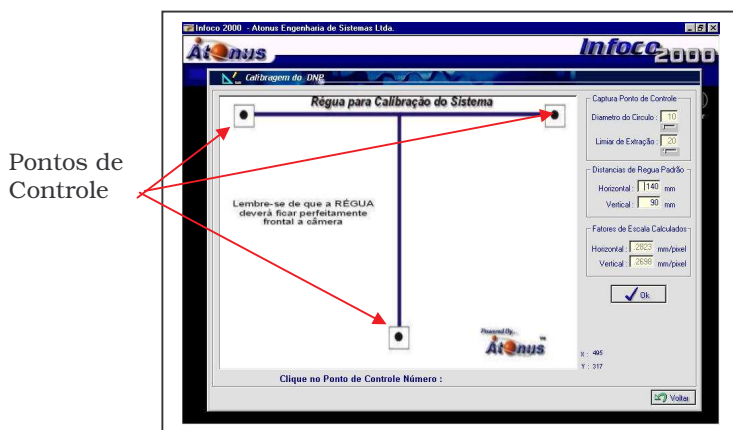 Infoco 2000 - Atonus Engenharia de Sistemas Ltda.
Atonus
Infoco 2000
Calibragem do DNP
Régua para Calibração do Sistema
Pontos de
Controle
Lembre-se de que a RÉGUA
deverá ficar perfeitamente
frontal a câmera
Powered By...
Atonus
Clique no Ponto de Controle Número :
Captura Ponto de Controle
Diametro do Circulo : 10
Limiar de Extração : 20
Distancias de Regua Padrão
Horizontal : 140 mm
Vertical : 90 mm
Fatores de Escala Calculados
Horizontal : .2823 mm/pixel
Vertical : .2698 mm/pixel
Ok
X : 495
Y : 317
Voltar